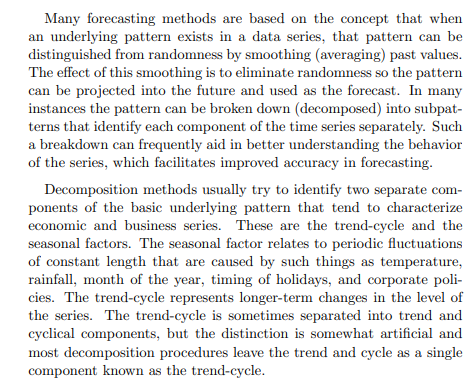 Many forecasting methods are based on the concept that when
an underlying pattern exists in a data series, that pattern can be
distinguished from randomness by smoothing (averaging) past values.
The effect of this smoothing is to eliminate randomness so the pattern
can be projected into the future and used as the forecast. In many
instances the pattern can be broken down (decomposed) into subpat-
terns that identify each component of the time series separately. Such
a breakdown can frequently aid in better understanding the behavior
of the series, which facilitates improved accuracy in forecasting.
Decomposition methods usually try to identify two separate com-
ponents of the basic underlying pattern that tend to characterize
economic and business series. These are the trend-cycle and the
seasonal factors. The seasonal factor relates to periodic fluctuations
of constant length that are caused by such things as temperature,
rainfall, month of the year, timing of holidays, and corporate poli-
cies. The trend-cycle represents longer-term changes in the level of
the series. The trend-cycle is sometimes separated into trend and
cyclical components, but the distinction is somewhat artificial and
most decomposition procedures leave the trend and cycle as a single
component known as the trend-cycle.